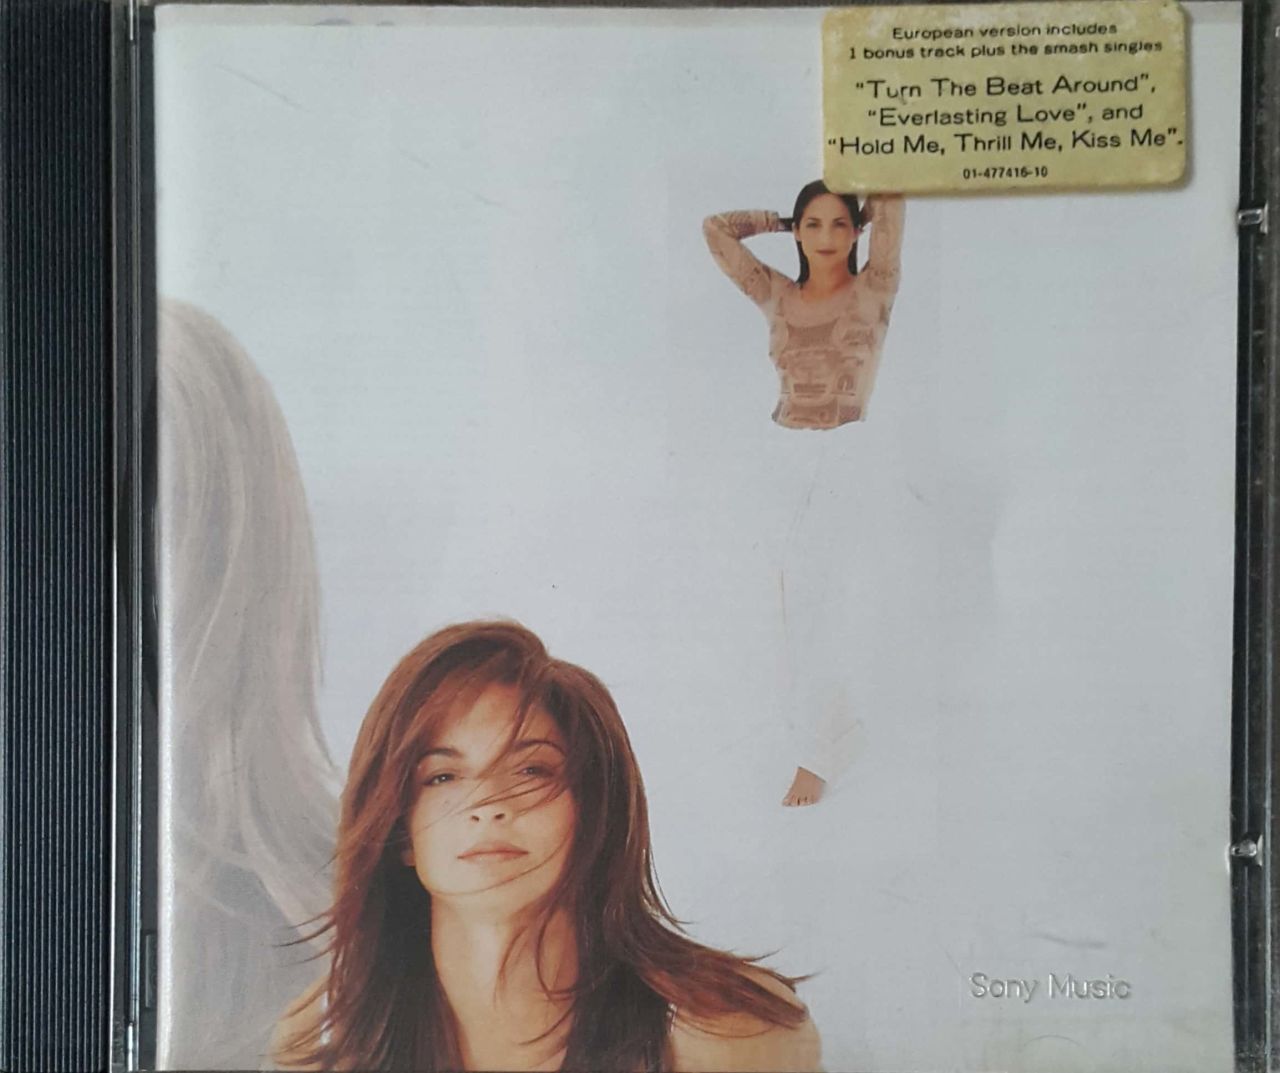 European version includes
1 bonus track plus the smash singles
"Turn The Beat Around",
"Everlasting Love", and
"Hold Me, Thrill Me, Kiss Me".
01-477416-10
Sony Music